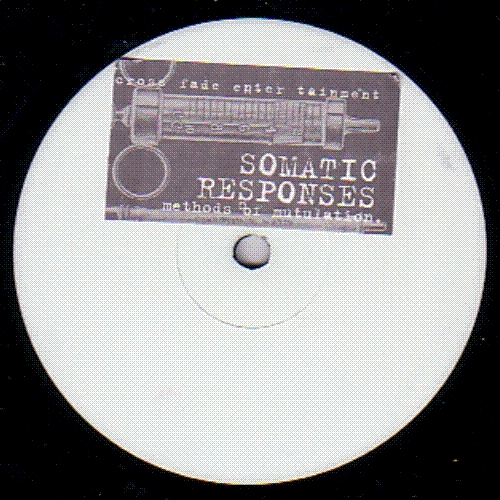 cross fade enter tainment
SOMATIC
RESPONSES
methods of mutulation.